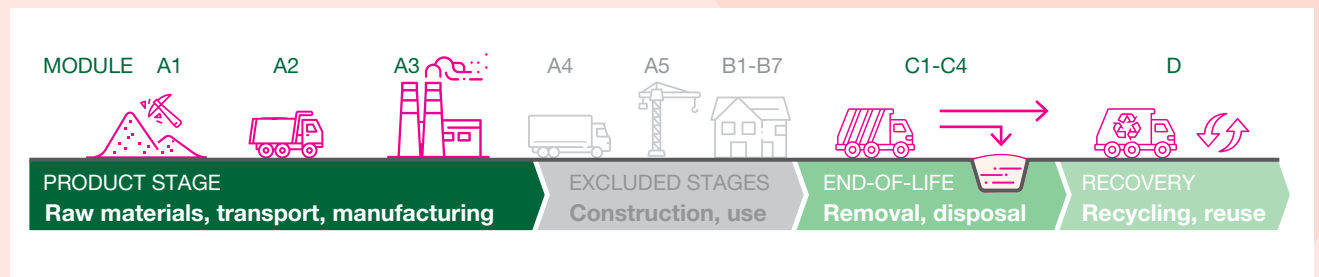 MODULE A1 A2 A3 A4 A5 B1-B7 C1-C4 D
PRODUCT STAGE
Raw materials, transport, manufacturing
EXCLUDED STAGES
Construction, use
END-OF-LIFE
Removal, disposal
RECOVERY
Recycling, reuse